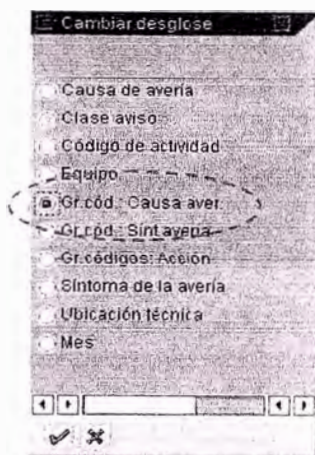 Cambiar desglose
Causa de avería
Clase aviso
Código de actividad
Equipo
Gr.cód.: Causa aver.
Gr.cód.: Sínt.avería
Gr.códigos: Acción
Síntoma de la avería
Ubicación técnica
Mes